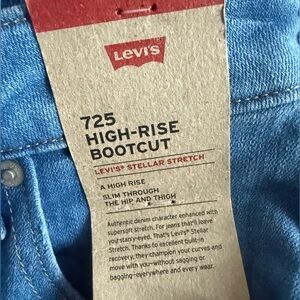 Levi's
725
HIGH-RISE
BOOTCUT
LEVI'S® STELLAR STRETCH
A HIGH RISE
SLIM THROUGH
THE HIP AND THIGH
Authentic denim character enhanced with
supersoft stretch. For jeans that'll leave
you starry-eyed. That's Levi's® Stellar
Stretch. Thanks to excellent built-in
recovery, they champion your curves and
move with you–without sagging or
bagging–everywhere and every wear.